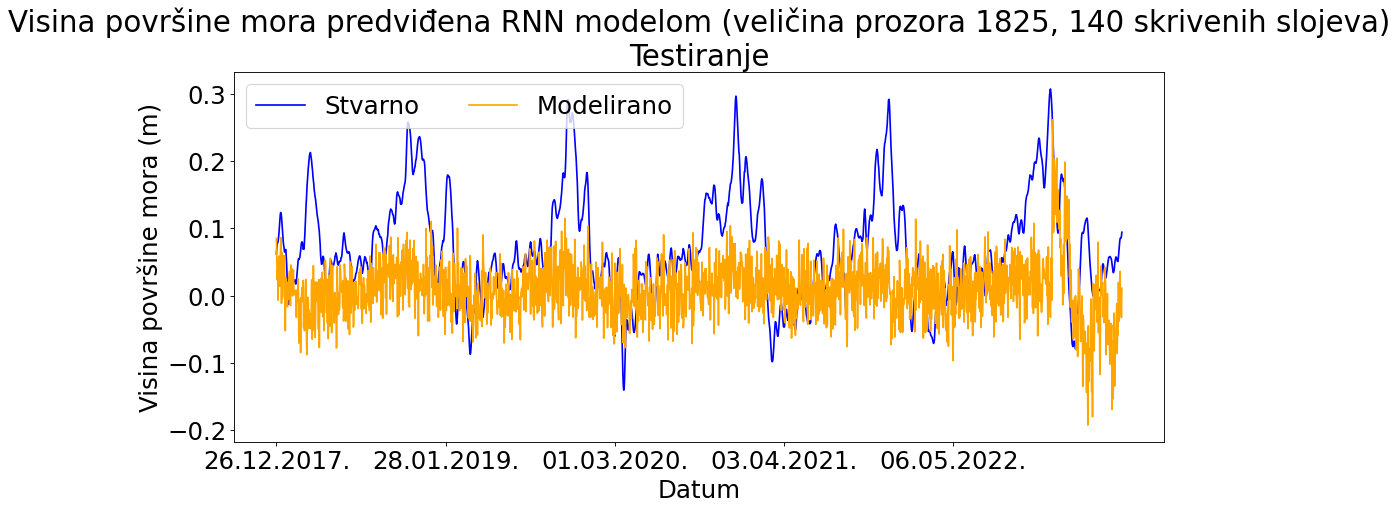 Visina površine mora predviđena RNN modelom (veličina prozora 1825, 140 skrivenih slojeva)
Testiranje
Stvarno Modelirano
Visina površine mora (m)
0.3
0.2
0.1
0.0
−0.1
−0.2
26.12.2017. 28.01.2019. 01.03.2020. 03.04.2021. 06.05.2022.
Datum